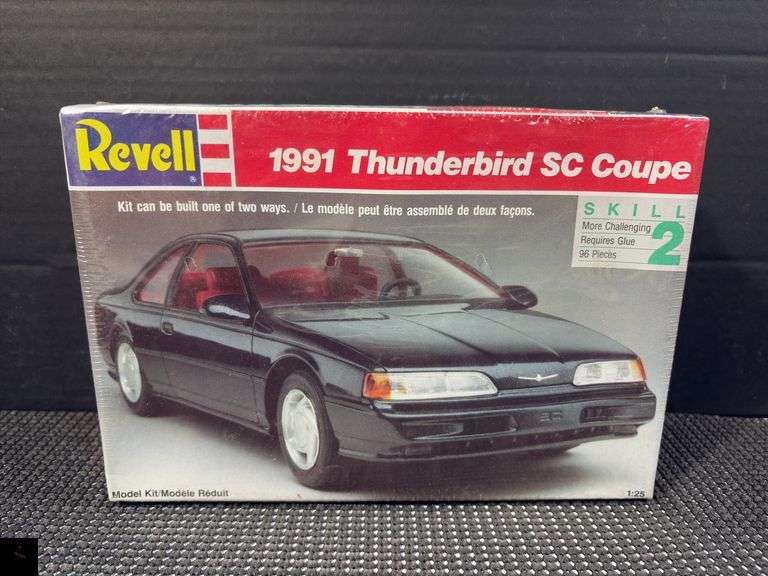 Revell®
1991 Thunderbird SC Coupe
Kit can be built one of two ways. / Le modèle peut être assemblé de deux façons.
SKILL
2
More Challenging
Requires Glue
96 Pieces
SC
Model Kit/Modèle Réduit
1:25